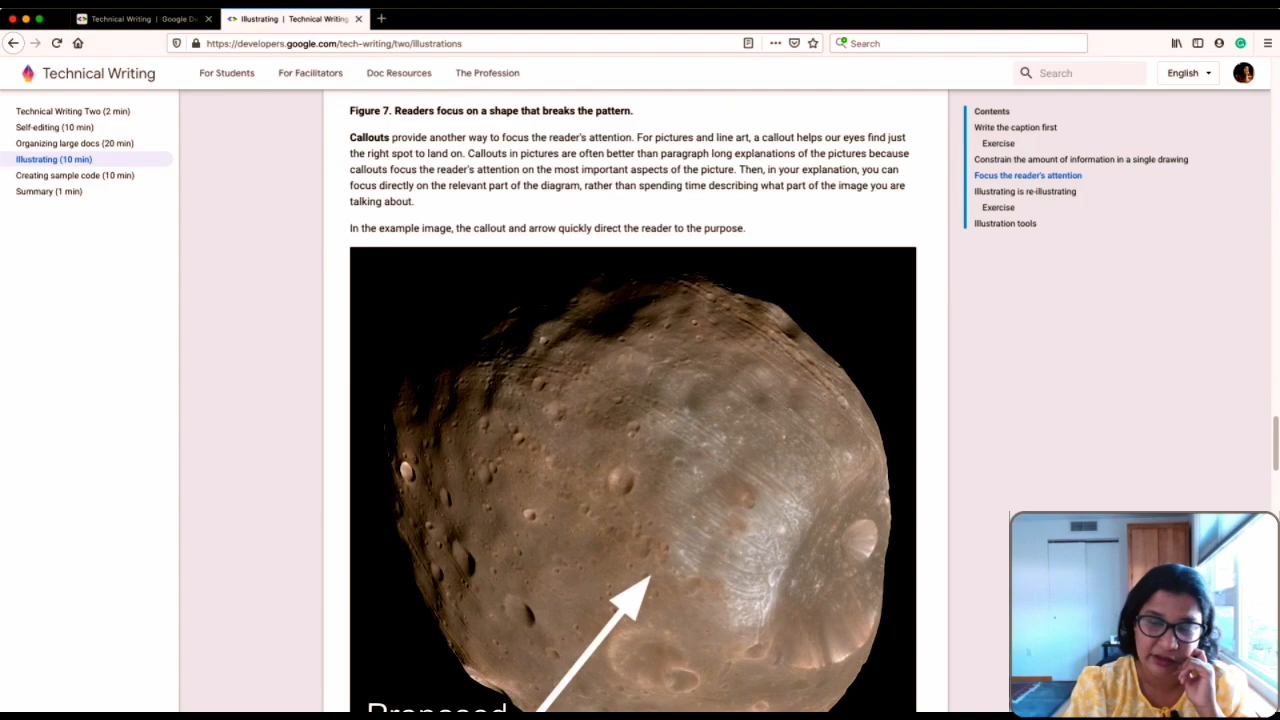 Technical Writing | Google De
Illustrating | Technical Writing
https://developers.google.com/tech-writing/two/illustrations
Search
Technical Writing
For Students
For Facilitators
Doc Resources
The Profession
Search
English
Technical Writing Two (2 min)
Self-editing (10 min)
Organizing large docs (20 min)
Illustrating (10 min)
Creating sample code (10 min)
Summary (1 min)
Figure 7. Readers focus on a shape that breaks the pattern.
Callouts provide another way to focus the reader's attention. For pictures and line art, a callout helps our eyes find just
the right spot to land on. Callouts in pictures are often better than paragraph long explanations of the pictures because
callouts focus the reader's attention on the most important aspects of the picture. Then, in your explanation, you can
focus directly on the relevant part of the diagram, rather than spending time describing what part of the image you are
talking about.
In the example image, the callout and arrow quickly direct the reader to the purpose.
Proposed
Contents
Write the caption first
Exercise
Constrain the amount of information in a single drawing
Focus the reader's attention
Illustrating is re-illustrating
Exercise
Illustration tools